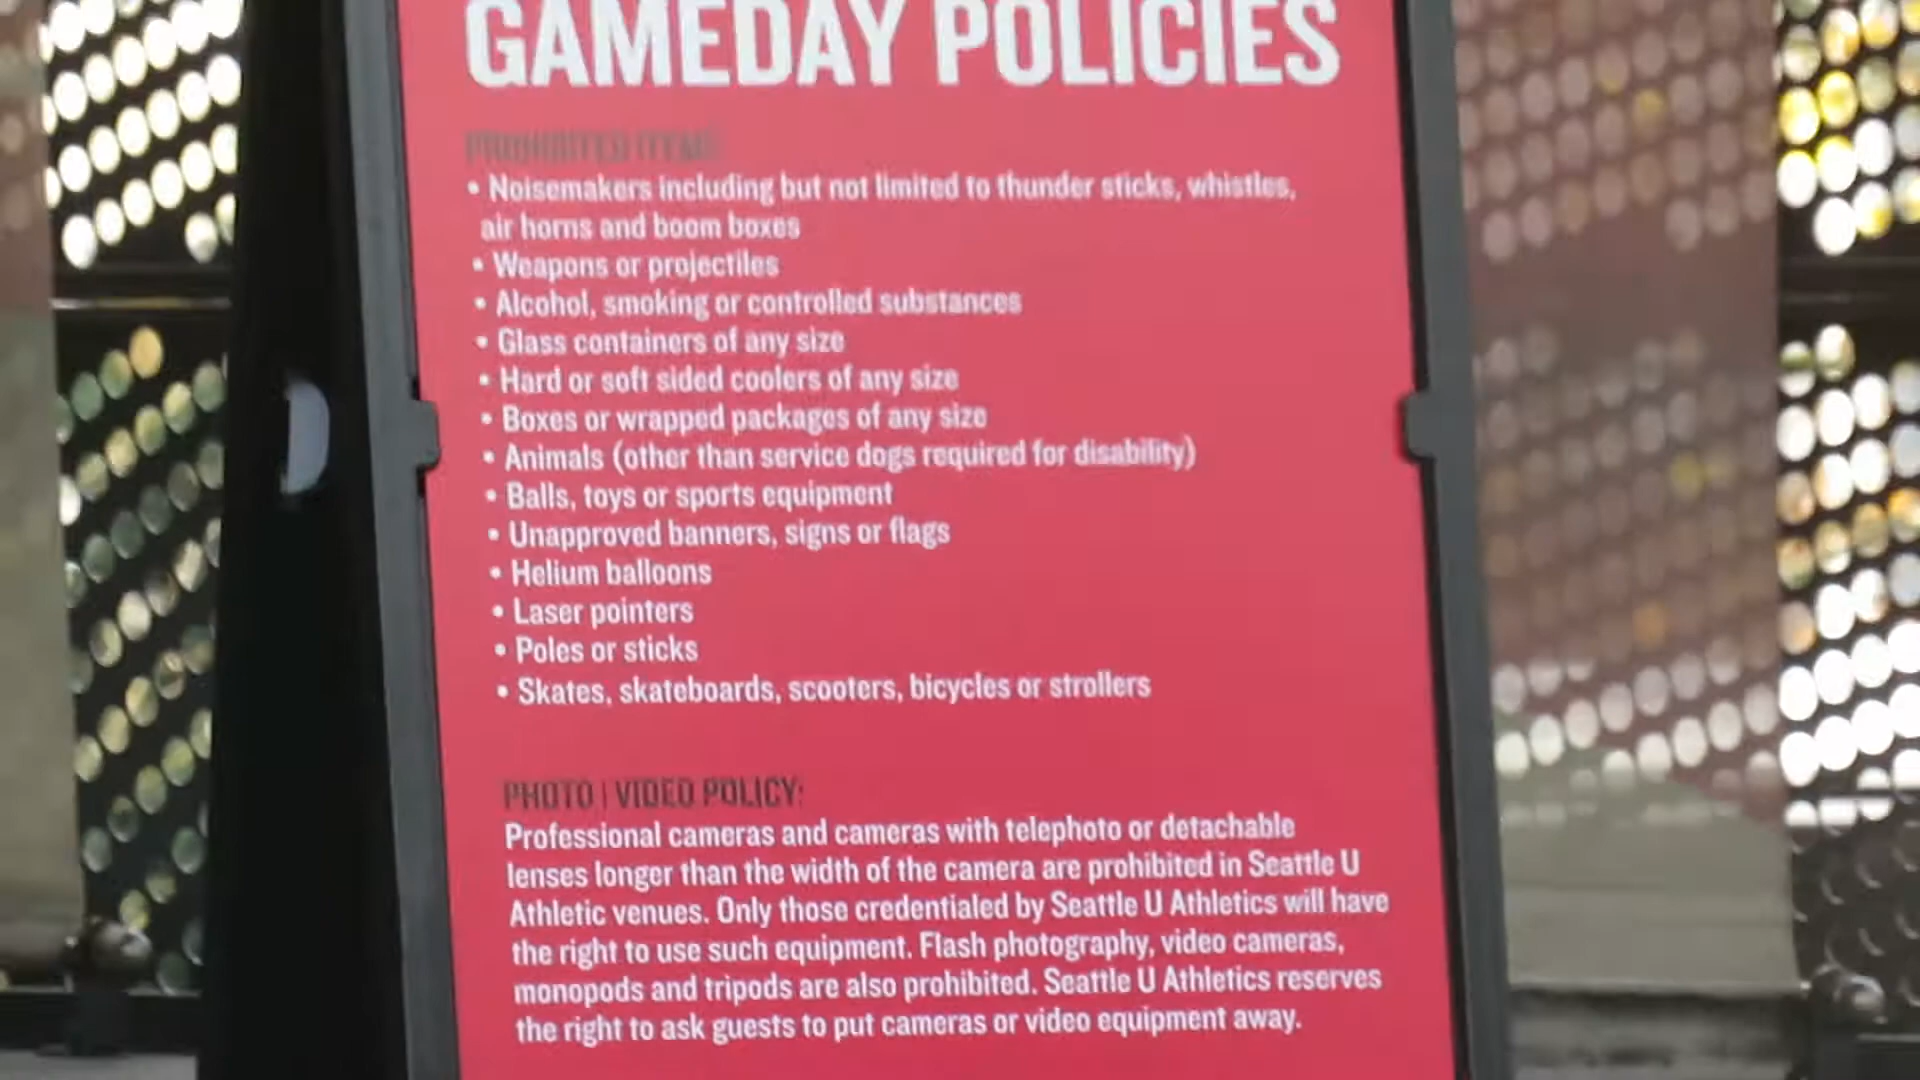 GAMEDAY POLICIES
PROHIBITED ITEMS:
• Noisemakers including but not limited to thunder sticks, whistles,
air horns and boom boxes
• Weapons or projectiles
• Alcohol, smoking or controlled substances
• Glass containers of any size
• Hard or soft sided coolers of any size
• Boxes or wrapped packages of any size
• Animals (other than service dogs required for disability)
• Balls, toys or sports equipment
• Unapproved banners, signs or flags
• Helium balloons
• Laser pointers
• Poles or sticks
• Skates, skateboards, scooters, bicycles or strollers
PHOTO | VIDEO POLICY:
Professional cameras and cameras with telephoto or detachable
lenses longer than the width of the camera are prohibited in Seattle U
Athletic venues. Only those credentialed by Seattle U Athletics will have
the right to use such equipment. Flash photography, video cameras,
monopods and tripods are also prohibited. Seattle U Athletics reserves
the right to ask guests to put cameras or video equipment away.